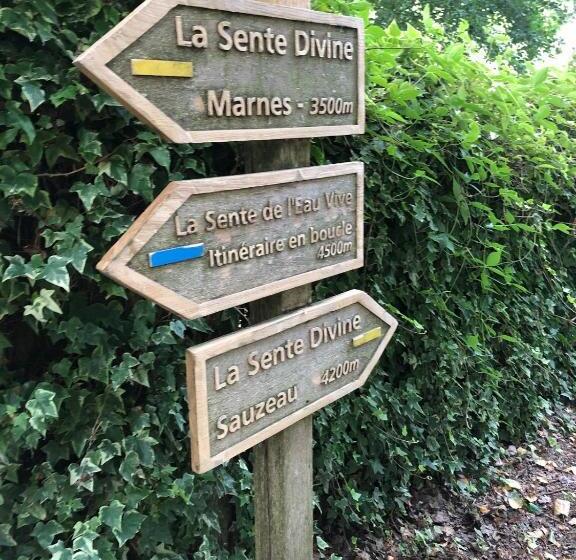 La Sente Divine
Marnes - 3500m
La Sente de l'Eau Vive
Itinéraire en boucle
4500m
La Sente Divine
Sauzeau 4200m